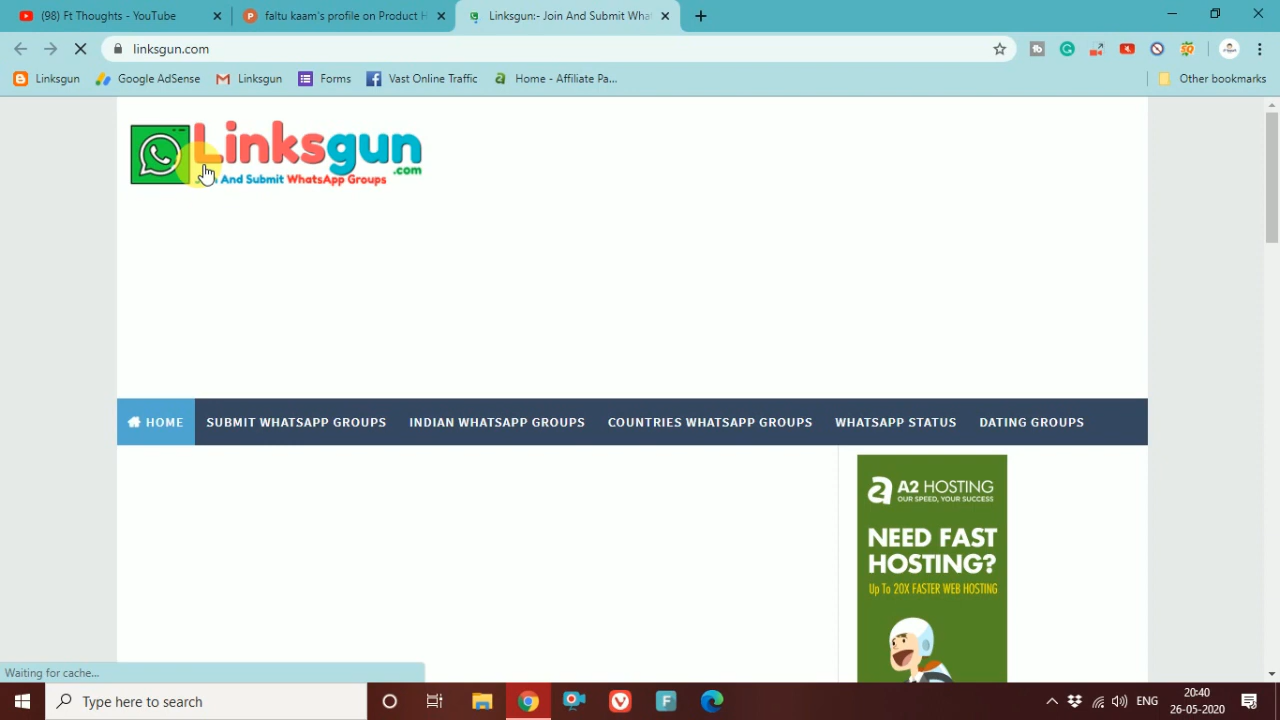 (98) Ft Thoughts - YouTube
faltu kaam's profile on Product H
Linksgun:- Join And Submit What
linksgun.com
Linksgun
Google AdSense
Linksgun
Forms
Vast Online Traffic
Home - Affiliate Pa...
Other bookmarks
Linksgun
.com
And Submit WhatsApp Groups
HOME
SUBMIT WHATSAPP GROUPS
INDIAN WHATSAPP GROUPS
COUNTRIES WHATSAPP GROUPS
WHATSAPP STATUS
DATING GROUPS
A2 HOSTING
OUR SPEED, YOUR SUCCESS
NEED FAST
HOSTING?
Up To 20X FASTER WEB HOSTING
Waiting for cache...
Type here to search
ENG
20:40
26-05-2020